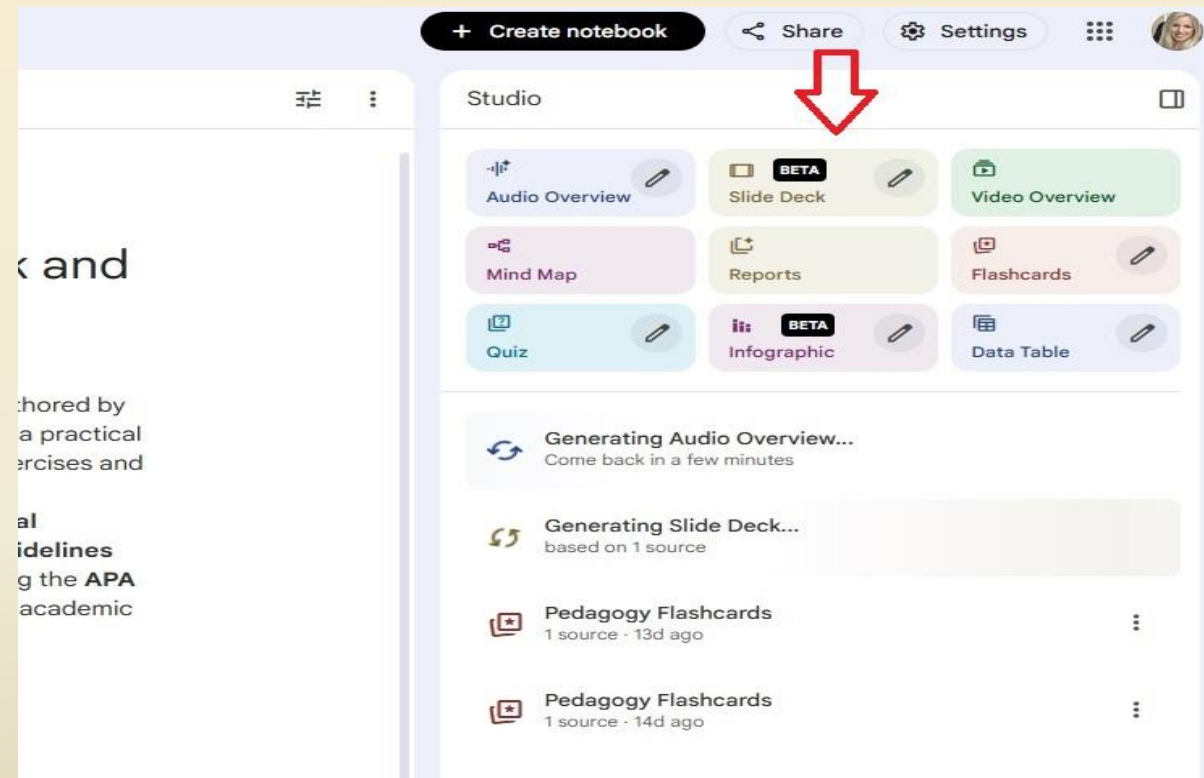 + Create notebook
Share
Settings
Studio
Audio Overview
BETA
Slide Deck
Video Overview
Mind Map
Reports
Flashcards
Quiz
BETA
Infographic
Data Table
and
thored by
a practical
ercises and
al
idelines
g the APA
academic
Generating Audio Overview...
Come back in a few minutes
Generating Slide Deck...
based on 1 source
Pedagogy Flashcards
1 source · 13d ago
Pedagogy Flashcards
1 source · 14d ago